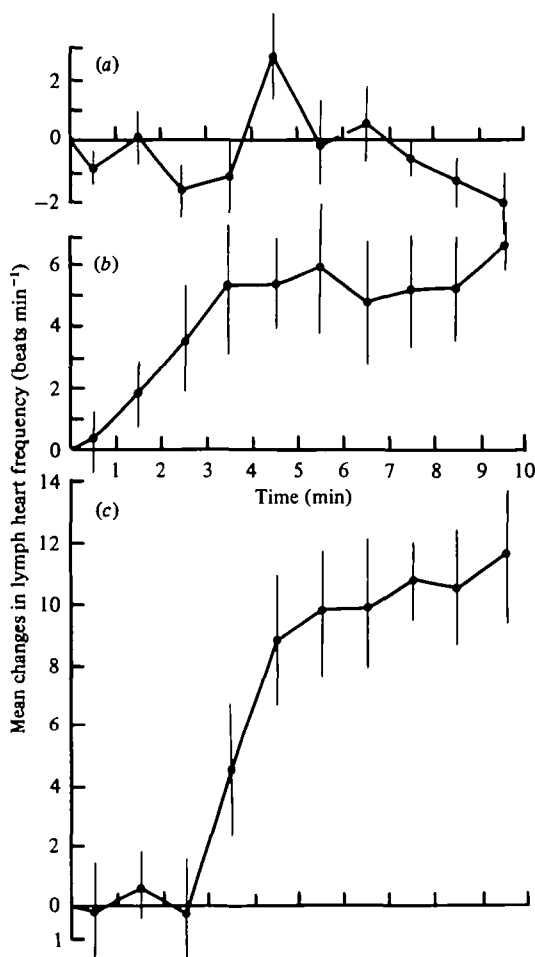 Mean changes in lymph heart frequency (beats min⁻¹)
(a)
2
0
−2
(b)
6
4
2
0
1 2 3 4 5 6 7 8 9 10
Time (min)
14
(c)
12
10
8
6
4
2
0
1